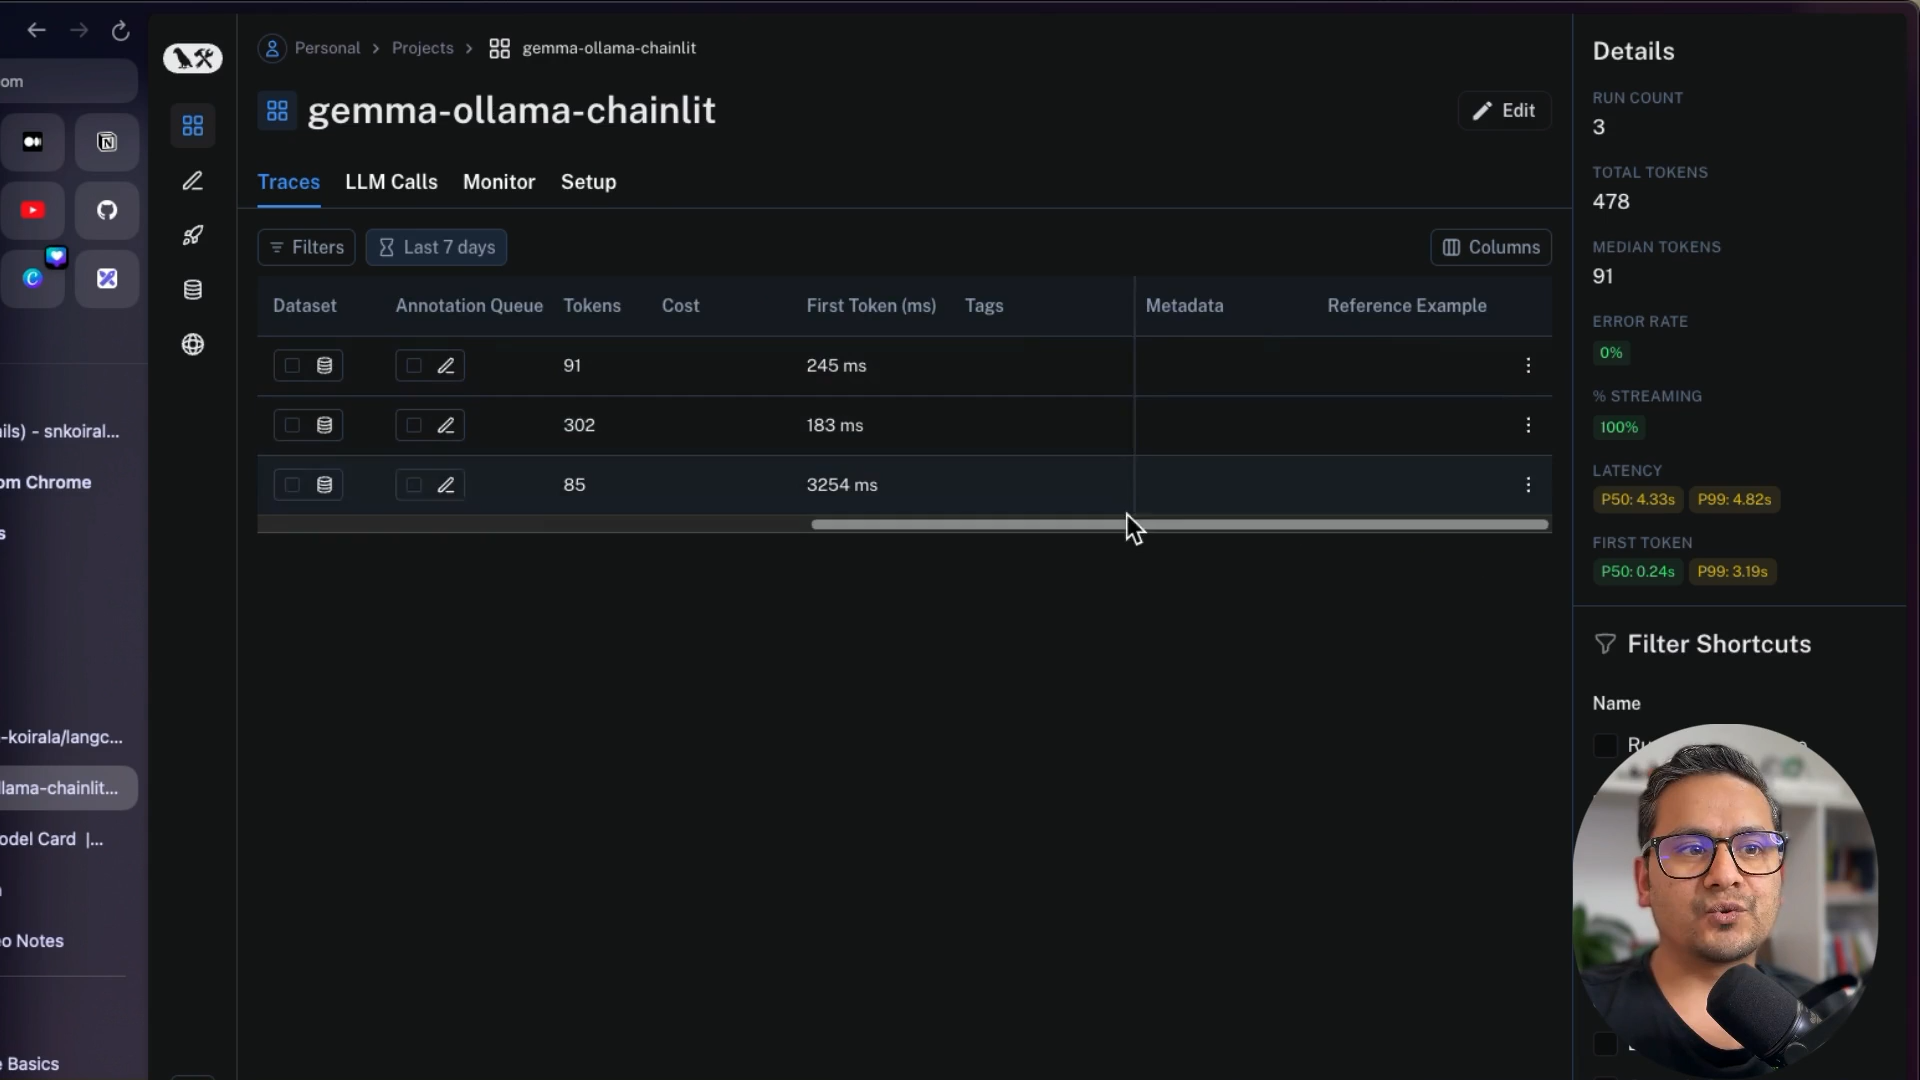 om
ils) - snkoiral...
om Chrome
s
-koirala/langc...
llama-chainlit...
odel Card |...
o Notes
e Basics
Personal > Projects > gemma-ollama-chainlit
gemma-ollama-chainlit
Edit
Traces LLM Calls Monitor Setup
Filters Last 7 days Columns
Dataset Annotation Queue Tokens Cost First Token (ms) Tags Metadata Reference Example
91 245 ms
302 183 ms
85 3254 ms
Details
RUN COUNT
3
TOTAL TOKENS
478
MEDIAN TOKENS
91
ERROR RATE
0%
% STREAMING
100%
LATENCY
P50: 4.33s P99: 4.82s
FIRST TOKEN
P50: 0.24s P99: 3.19s
Filter Shortcuts
Name